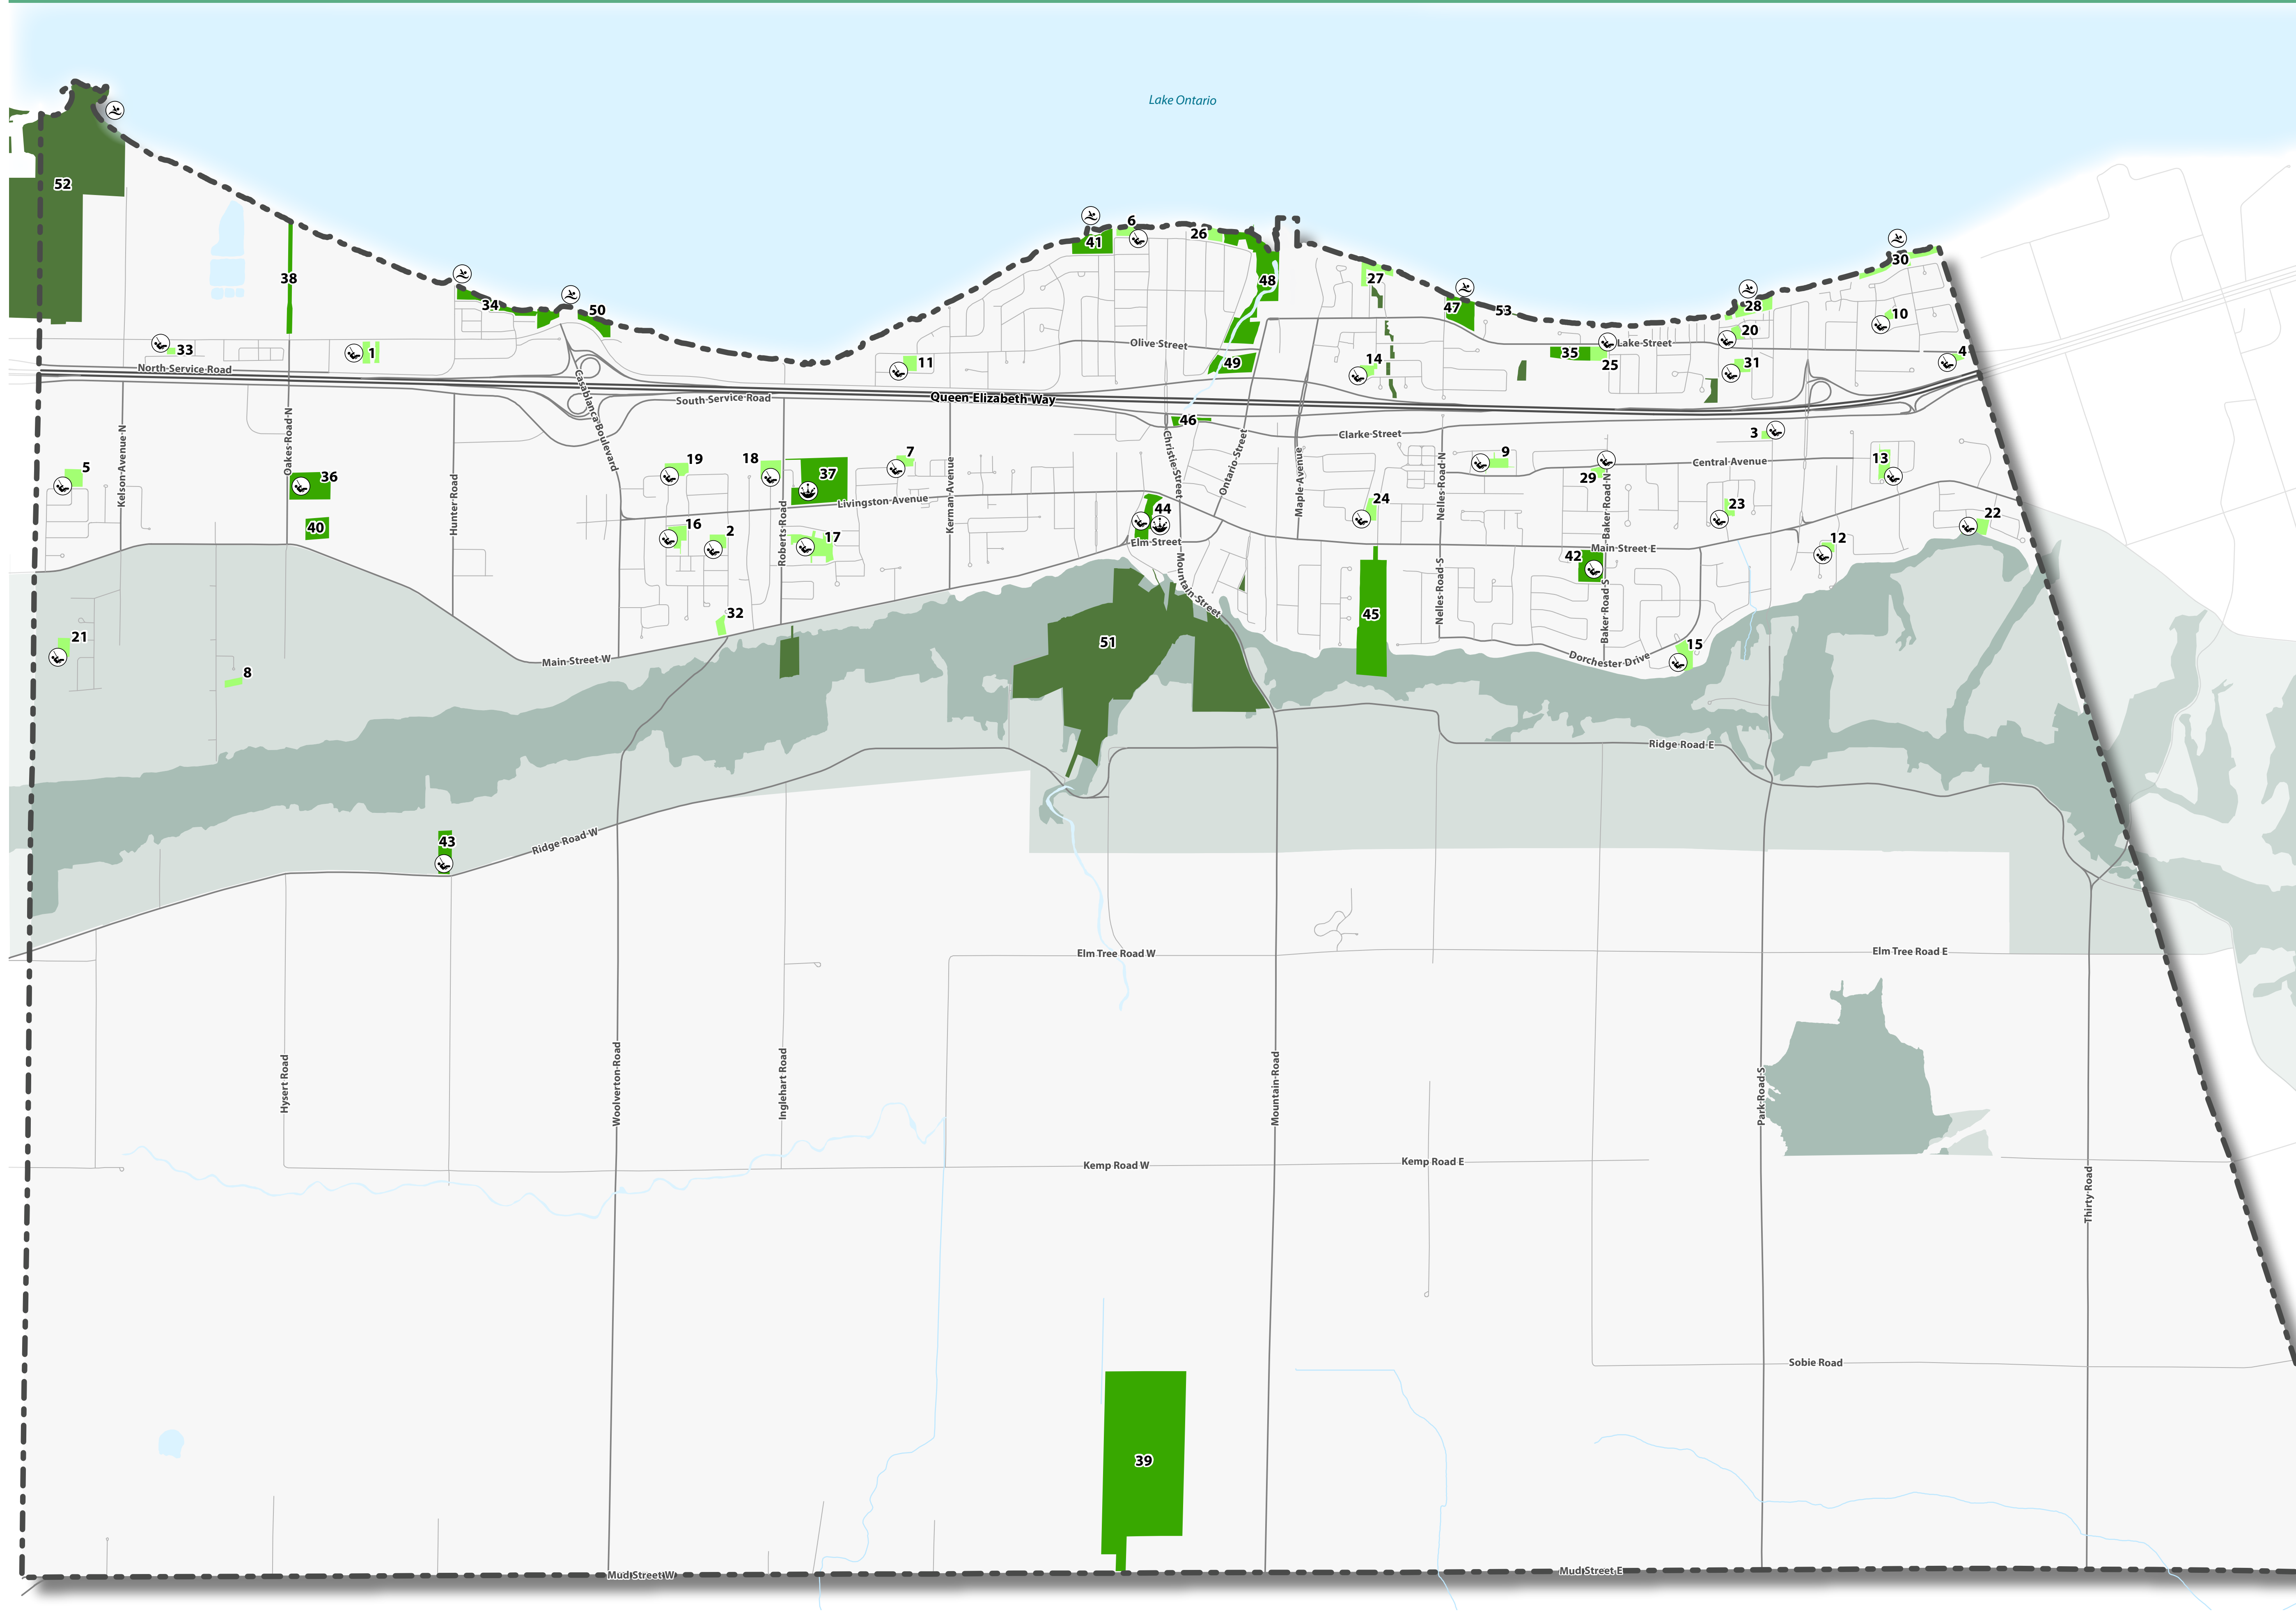 Lake Ontario
52
6
26
41
48
27
38
34
50
47
53
30
28
10
20
33
1
11
Olive Street
49
14
35
Lake Street
25
31
4
North Service Road
Casablanca Boulevard
South Service Road
Queen Elizabeth Way
46
Clarke Street
3
5
Kelson Avenue N
Oakes Road N
36
Hunter Road
19
18
37
7
Livingston Avenue
Kerman Avenue
Christie Street
Ontario Street
Maple Avenue
Nelles Road N
9
29
Baker Road N
Central Avenue
13
40
16
2
Roberts Road
17
44
Elm Street
24
23
22
Main Street E
12
42
Mountain Street
Nelles Road S
Baker Road S
32
45
21
8
Main Street W
51
Dorchester Drive
15
Ridge Road E
43
Ridge Road W
Elm Tree Road W
Elm Tree Road E
Hysert Road
Woolverton Road
Inglehart Road
Mountain Road
Park Road S
Kemp Road W
Kemp Road E
Thirty Road
Sobie Road
39
Mud Street W
Mud Street E